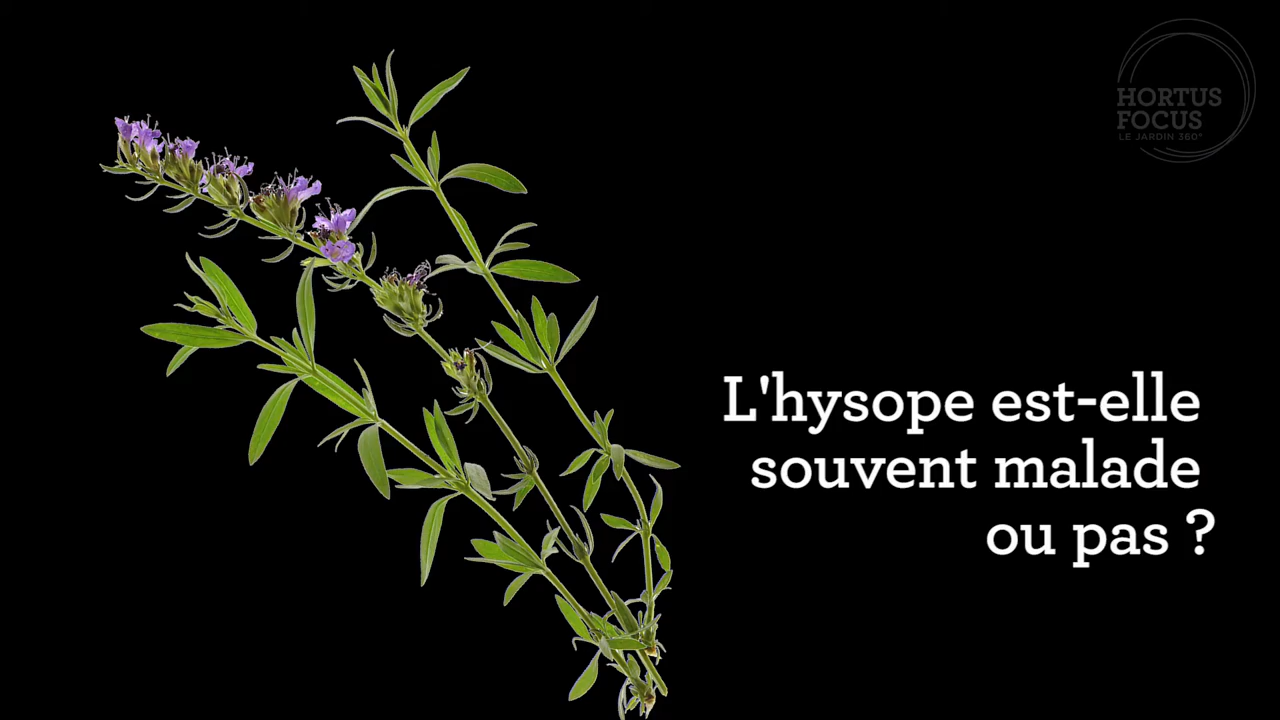 HORTUS
FOCUS
LE JARDIN 360°
L'hysope est-elle
souvent malade
ou pas ?